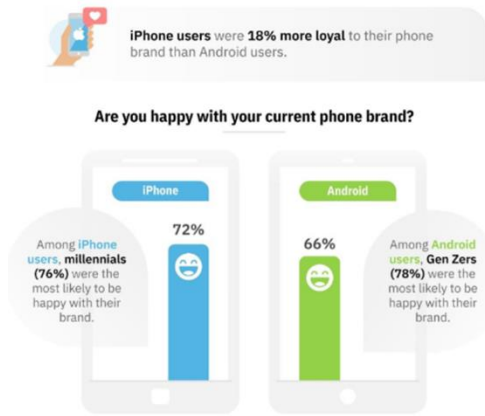 iPhone users were 18% more loyal to their phone
brand than Android users.
Are you happy with your current phone brand?
iPhone
Android
72%
66%
Among iPhone
users, millennials
(76%) were the
most likely to be
happy with their
brand.
Among Android
users, Gen Zers
(78%) were the
most likely to be
happy with their
brand.